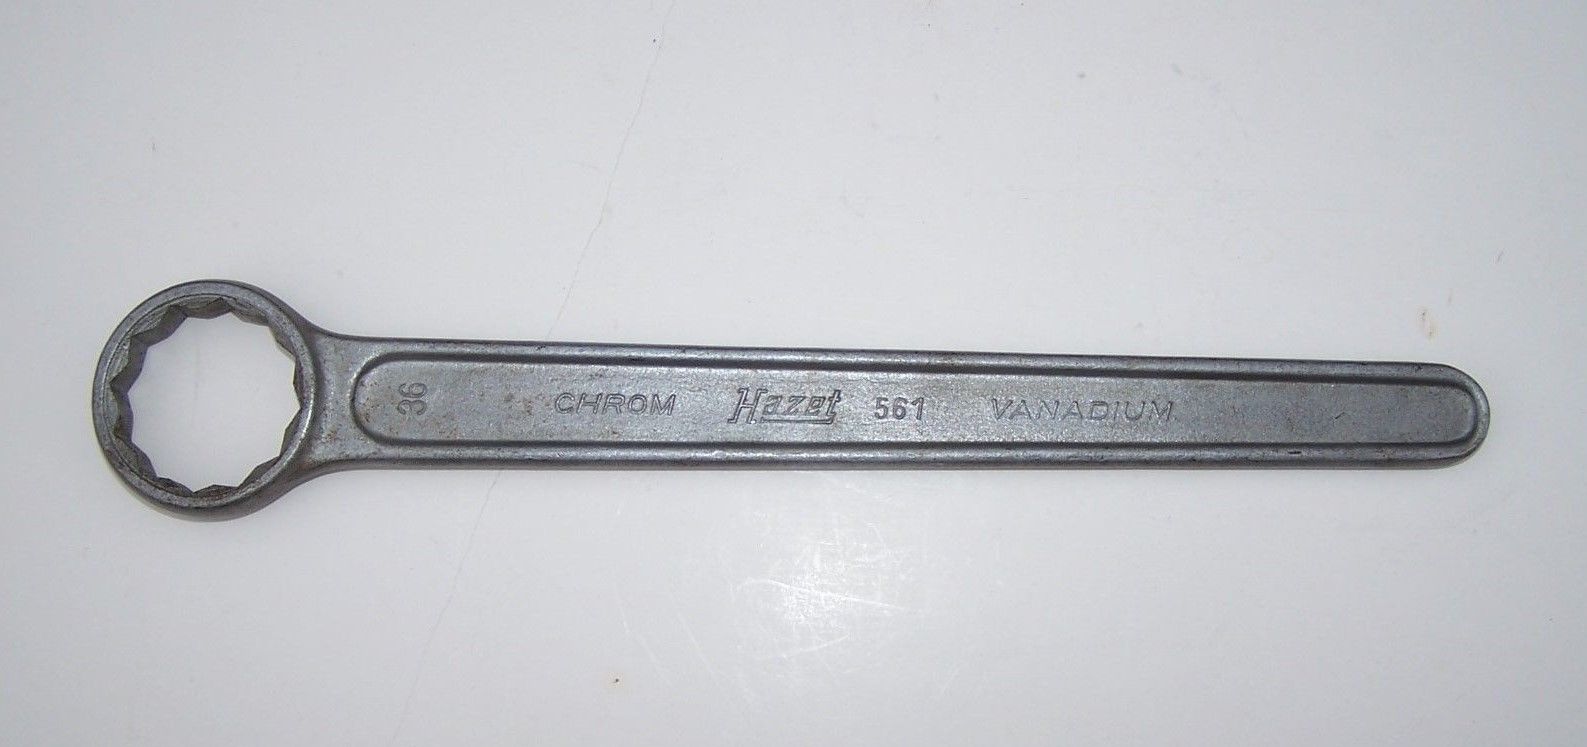 36 CHROM Hazet 561 VANADIUM